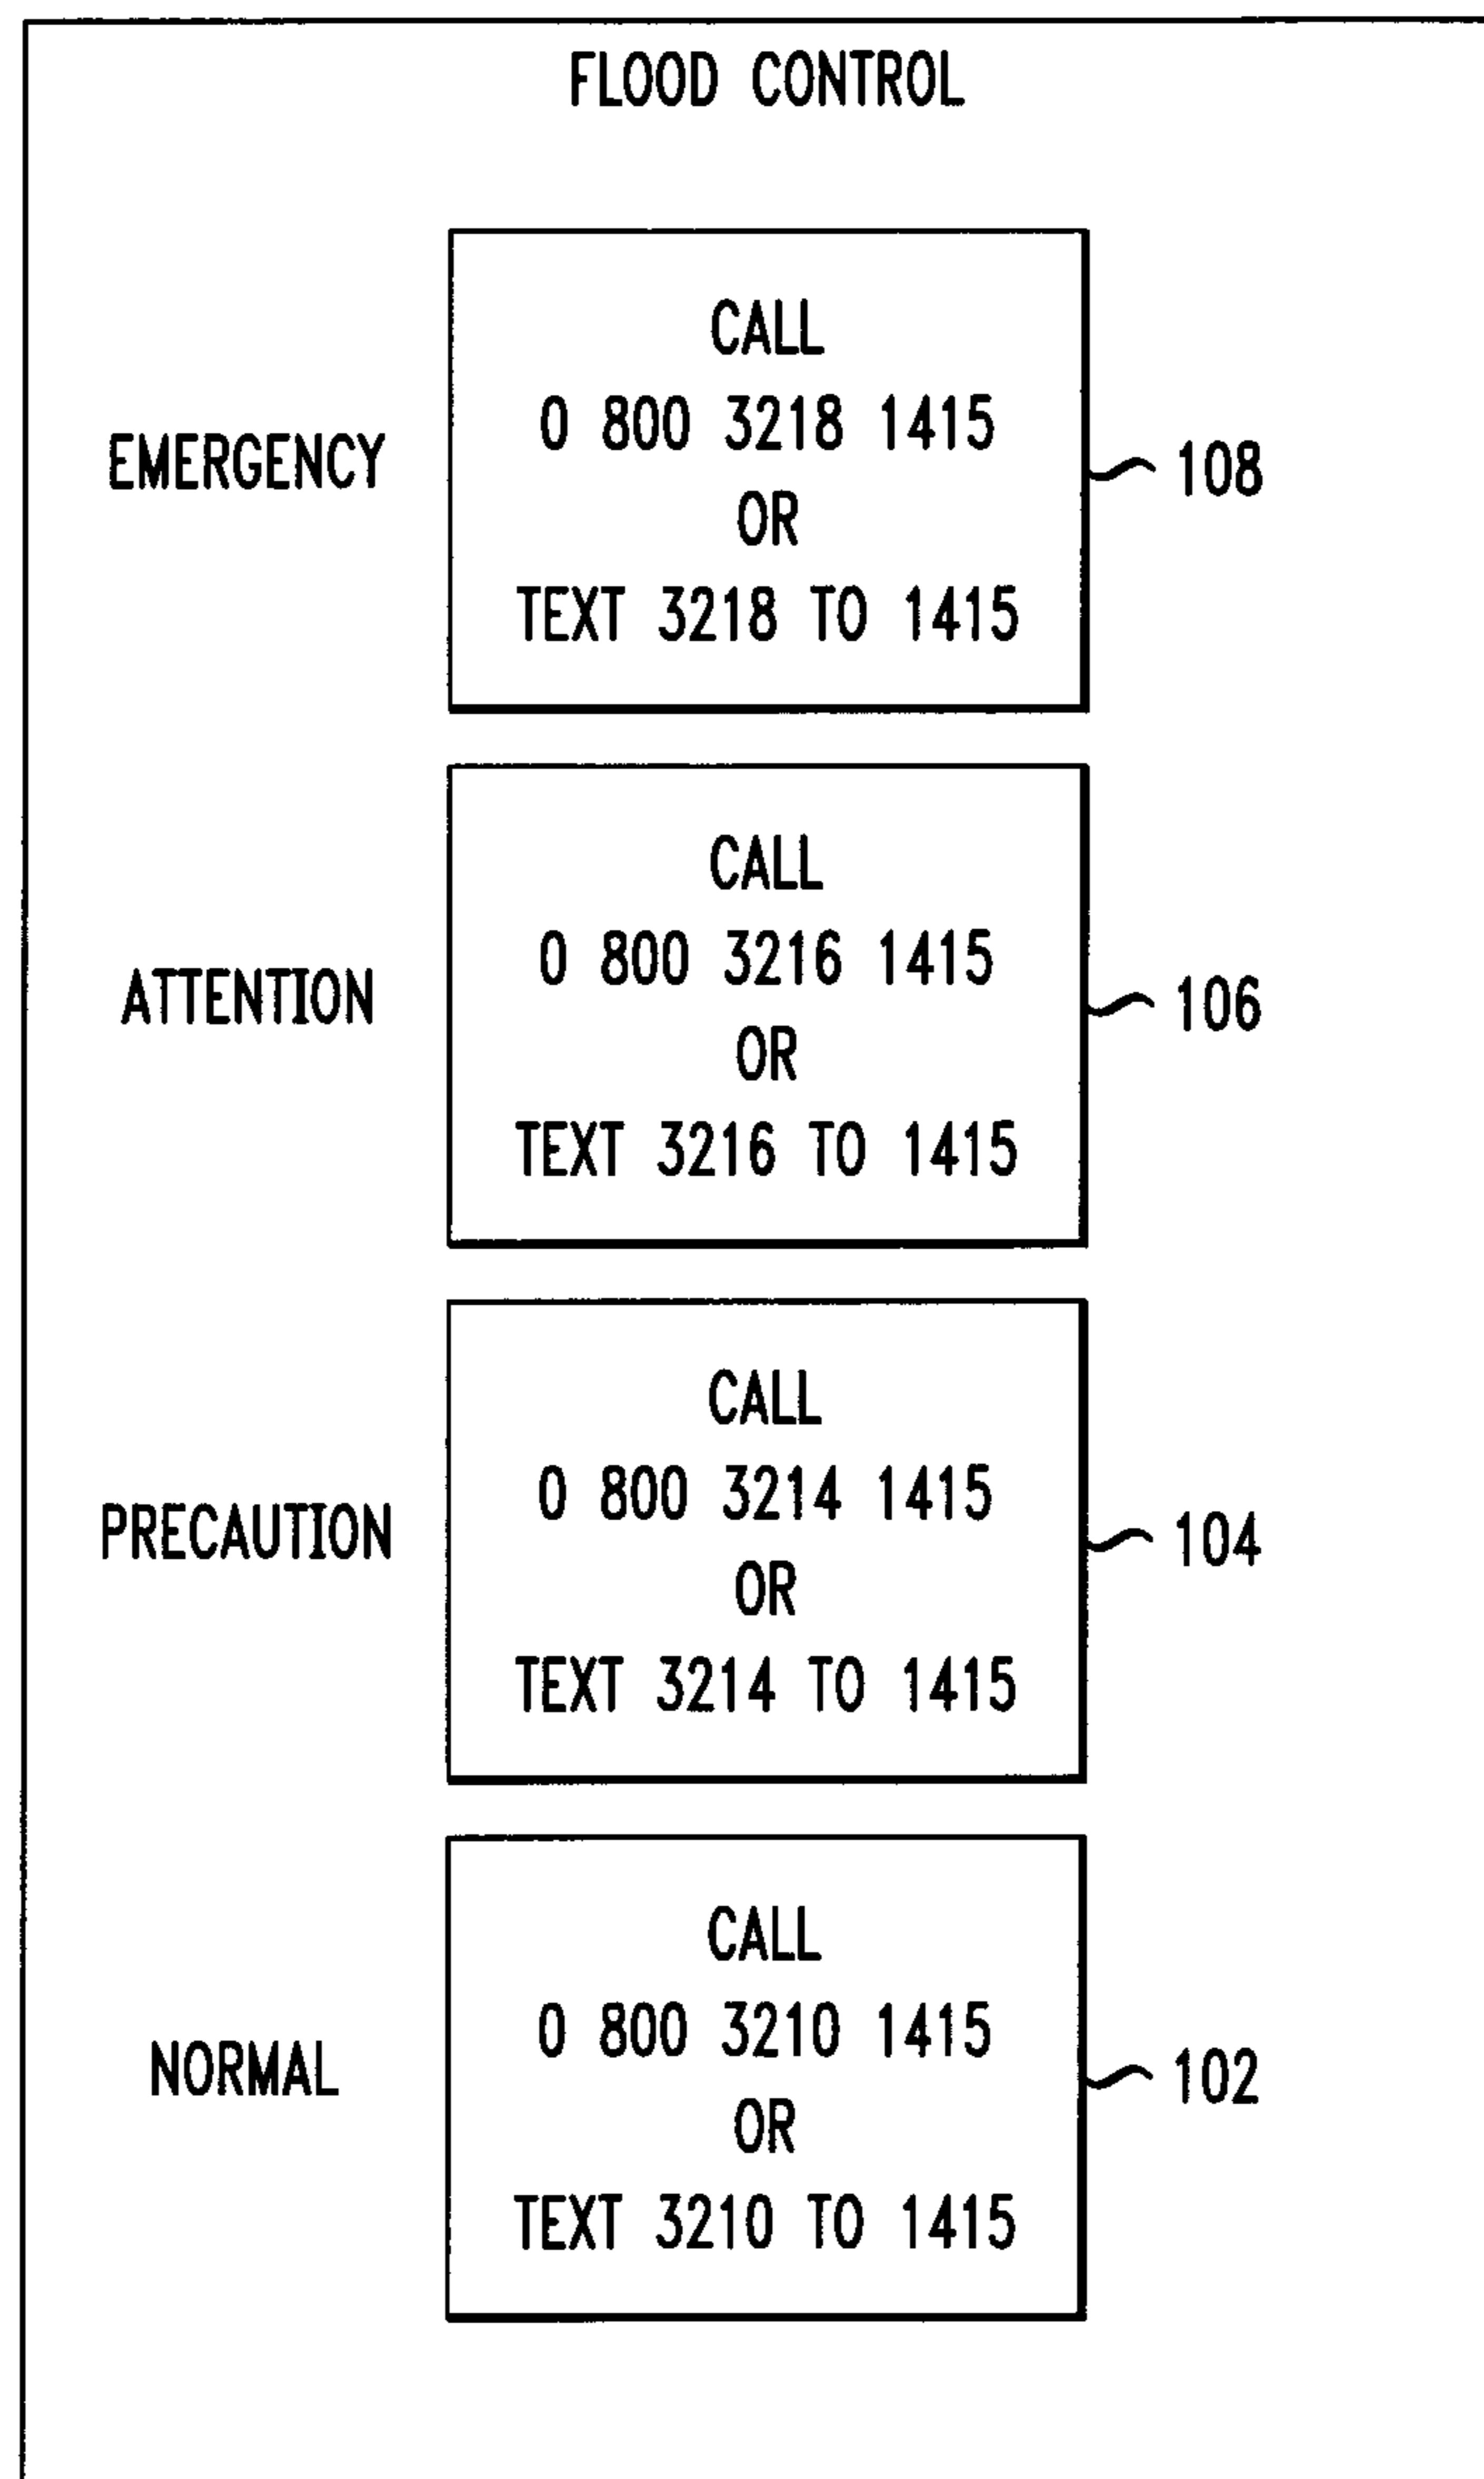 FLOOD CONTROL
EMERGENCY
CALL
0 800 3218 1415
OR
TEXT 3218 TO 1415
108
ATTENTION
CALL
0 800 3216 1415
OR
TEXT 3216 TO 1415
106
PRECAUTION
CALL
0 800 3214 1415
OR
TEXT 3214 TO 1415
104
NORMAL
CALL
0 800 3210 1415
OR
TEXT 3210 TO 1415
102